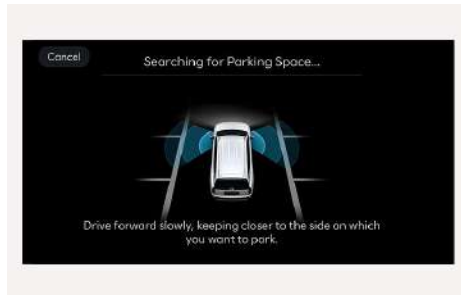 Cancel
Searching for Parking Space...
Drive forward slowly, keeping closer to the side on which
you want to park.